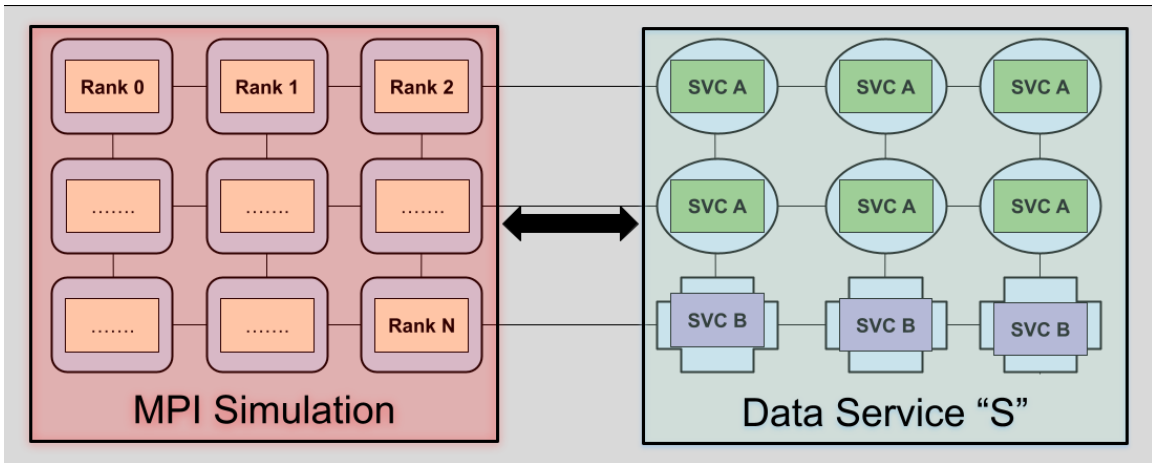 Rank 0 Rank 1 Rank 2 SVC A SVC A SVC A
....... ....... ....... SVC A SVC A SVC A
....... ....... Rank N SVC B SVC B SVC B
MPI Simulation Data Service “S”